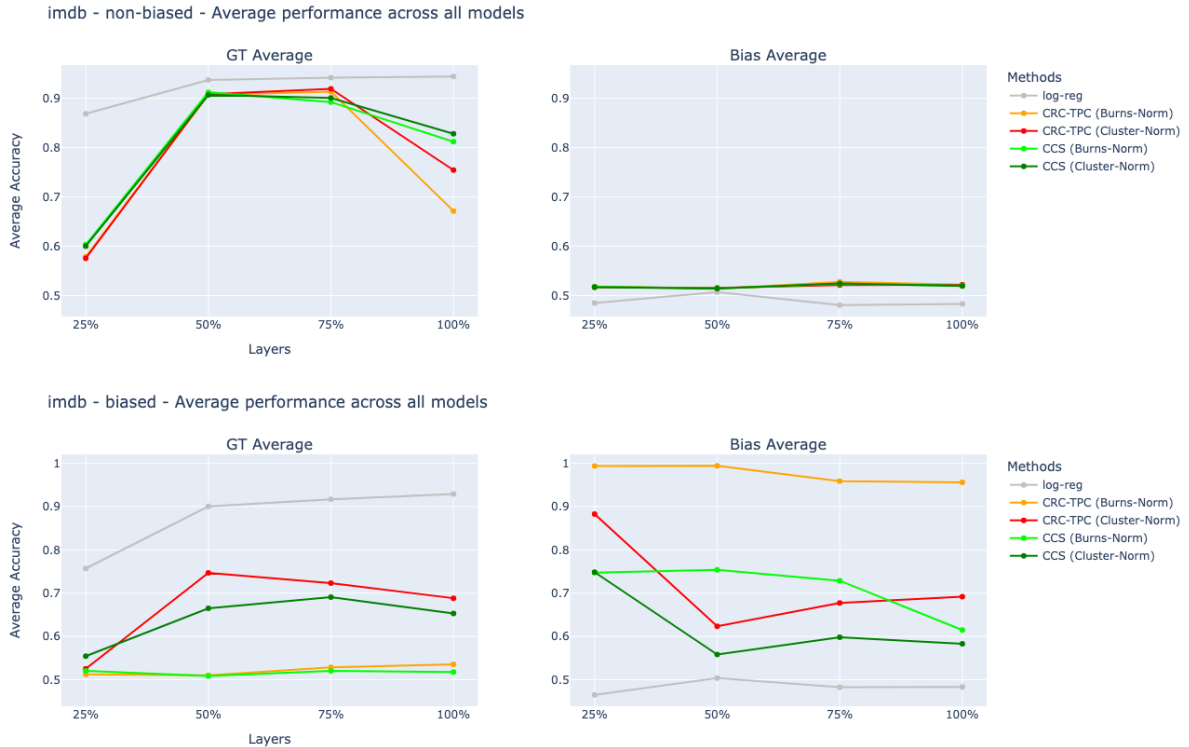 imdb - non-biased - Average performance across all models
GT Average
Bias Average
Average Accuracy
0.9
0.8
0.7
0.6
0.5
25%
50%
75%
100%
Layers
0.9
0.8
0.7
0.6
0.5
25%
50%
75%
100%
Methods
log-reg
CRC-TPC (Burns-Norm)
CRC-TPC (Cluster-Norm)
CCS (Burns-Norm)
CCS (Cluster-Norm)
imdb - biased - Average performance across all models
GT Average
Bias Average
Average Accuracy
1
0.9
0.8
0.7
0.6
0.5
25%
50%
75%
100%
Layers
1
0.9
0.8
0.7
0.6
0.5
25%
50%
75%
100%
Methods
log-reg
CRC-TPC (Burns-Norm)
CRC-TPC (Cluster-Norm)
CCS (Burns-Norm)
CCS (Cluster-Norm)